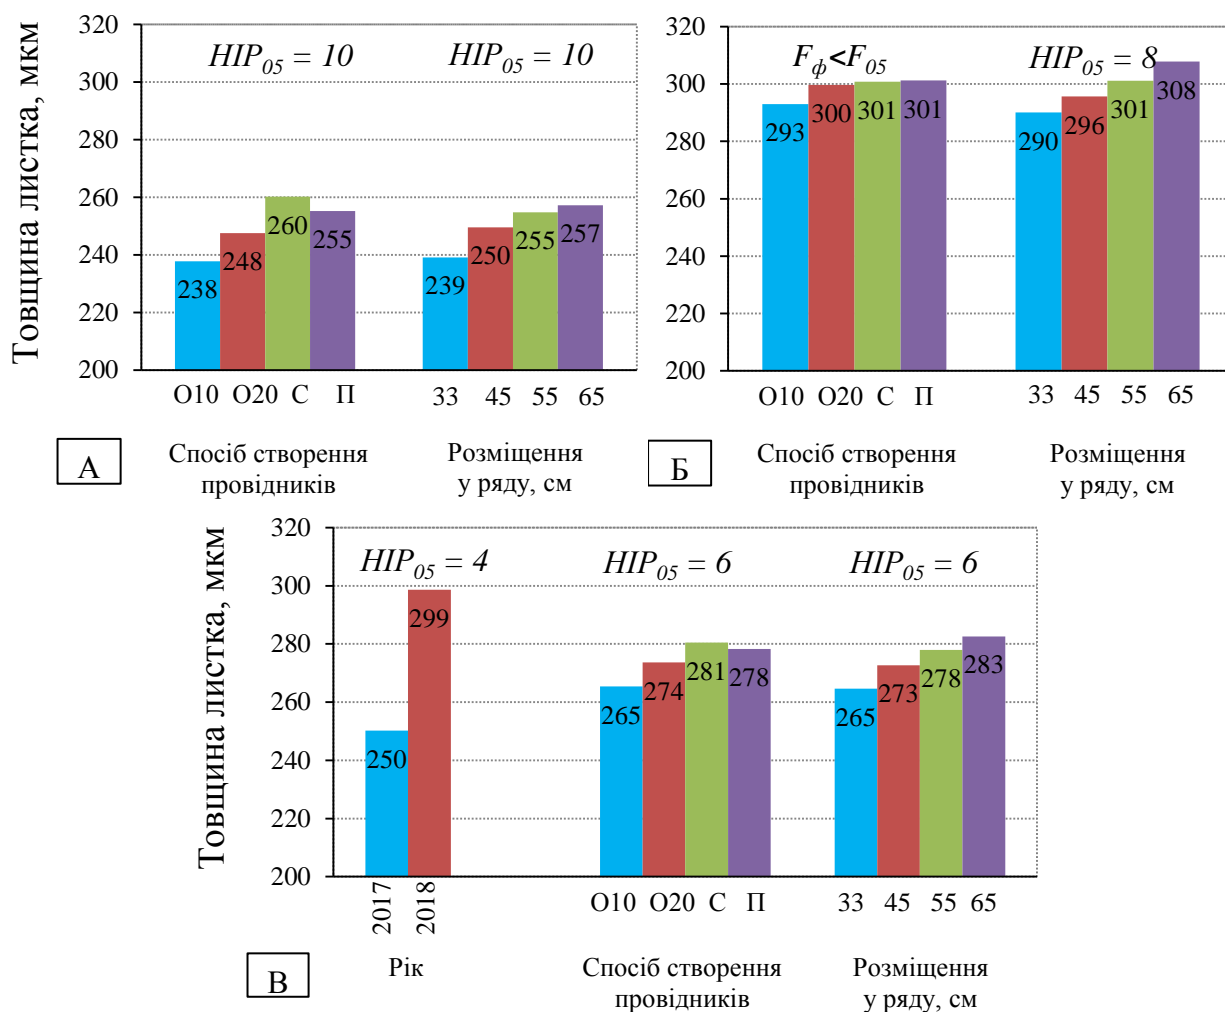 Товщина листка, мкм
320
300
280
260
240
220
200
НІР05 = 10
НІР05 = 10
238
248
260
255
239
250
255
257
О10 О20 С П
33 45 55 65
А
Спосіб створення
провідників
Розміщення
у ряду, см
320
300
280
260
240
220
200
Fф<F05
НІР05 = 8
293
300
301
301
290
296
301
308
О10 О20 С П
33 45 55 65
Б
Спосіб створення
провідників
Розміщення
у ряду, см
Товщина листка, мкм
320
300
280
260
240
220
200
НІР05 = 4
НІР05 = 6
НІР05 = 6
250
299
265
274
281
278
265
273
278
283
2017
2018
О10 О20 С П
33 45 55 65
В
Рік
Спосіб створення
провідників
Розміщення
у ряду, см